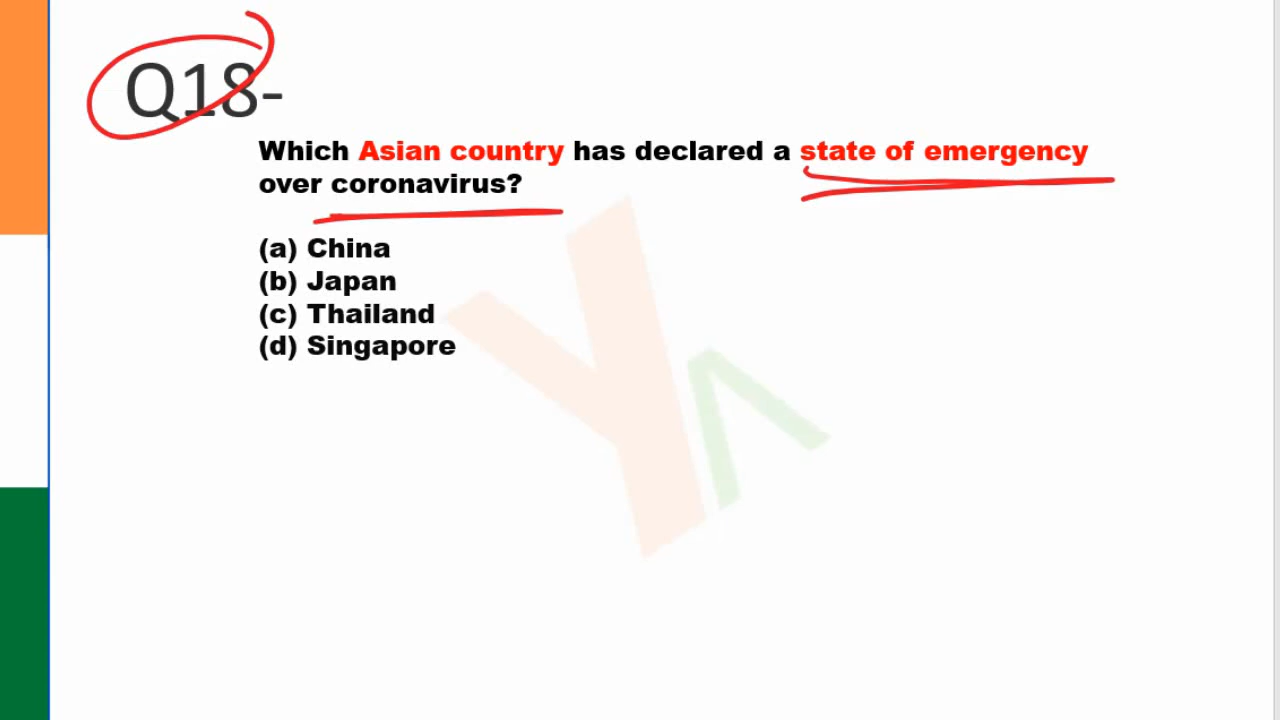 Q18-
Which Asian country has declared a state of emergency
over coronavirus?
(a) China
(b) Japan
(c) Thailand
(d) Singapore